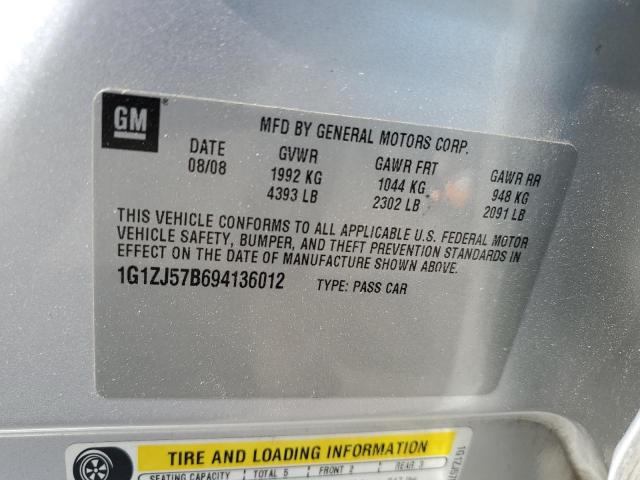 GM ®
MFD BY GENERAL MOTORS CORP.
DATE GVWR GAWR FRT GAWR RR
08/08 1992 KG 1044 KG 948 KG
4393 LB 2302 LB 2091 LB
THIS VEHICLE CONFORMS TO ALL APPLICABLE U.S. FEDERAL MOTOR
VEHICLE SAFETY, BUMPER, AND THEFT PREVENTION STANDARDS IN
EFFECT ON THE DATE OF MANUFACTURE SHOWN ABOVE.
1G1ZJ57B694136012 TYPE: PASS CAR
TIRE AND LOADING INFORMATION
SEATING CAPACITY TOTAL 5 FRONT 2 REAR 3